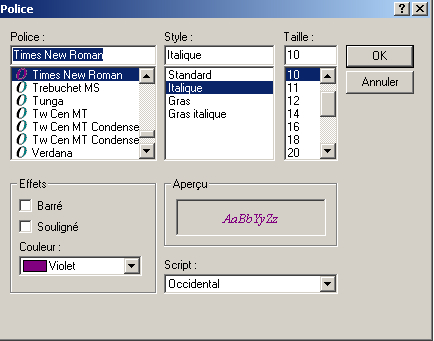 Police
Police :
Style :
Taille :
Times New Roman
Italique
10
OK
Annuler
Times New Roman
Trebuchet MS
Tunga
Tw Cen MT
Tw Cen MT Condense
Tw Cen MT Condense
Verdana
Standard
Italique
Gras
Gras italique
10
11
12
14
16
18
20
Effets
Barré
Souligné
Couleur :
Violet
Aperçu
AaBbYyZz
Script :
Occidental